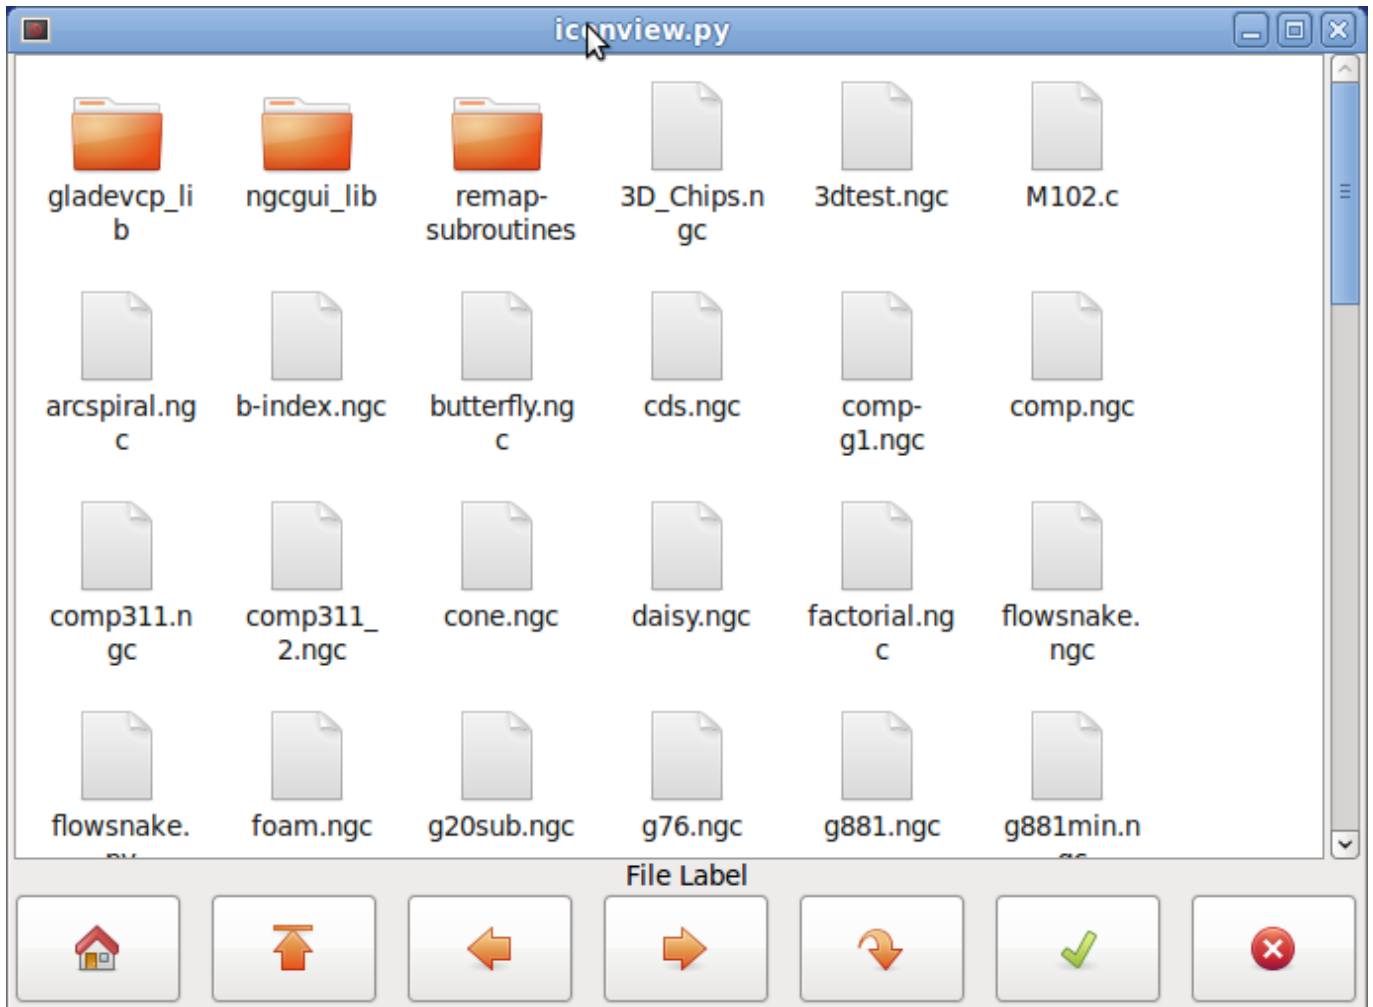 iconview.py
gladevcp_li
b
ngcgui_lib
remap-
subroutines
3D_Chips.n
gc
3dtest.ngc
M102.c
arcspiral.ng
c
b-index.ngc
butterfly.ng
c
cds.ngc
comp-
g1.ngc
comp.ngc
comp311.n
gc
comp311_
2.ngc
cone.ngc
daisy.ngc
factorial.ng
c
flowsnake.
ngc
flowsnake.
py
foam.ngc
g20sub.ngc
g76.ngc
g881.ngc
g881min.n
gc
File Label